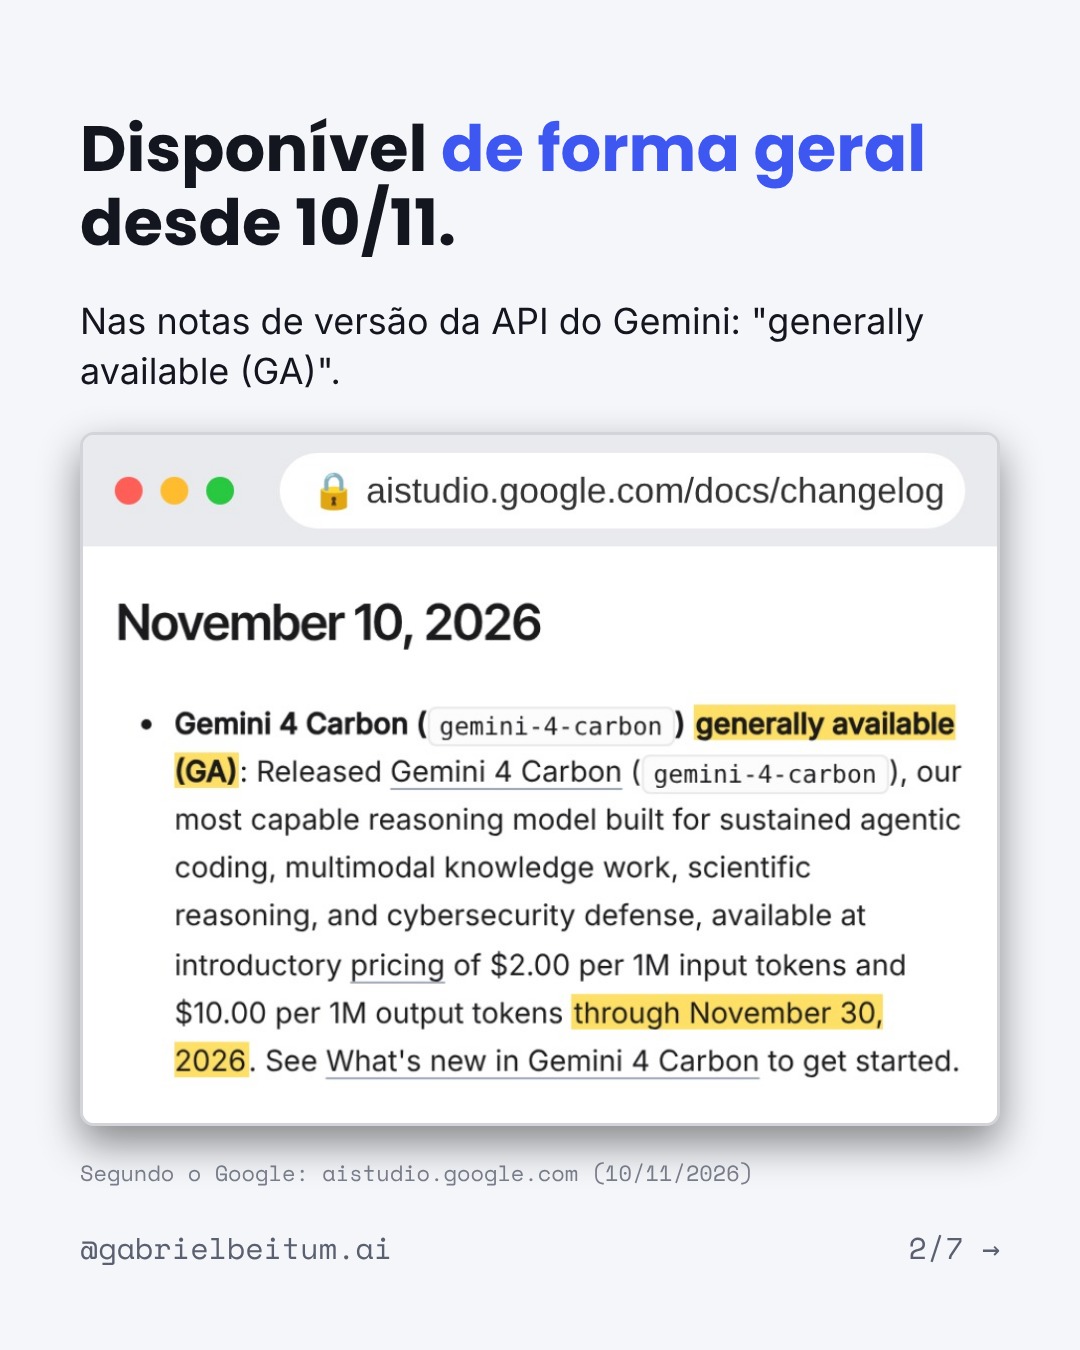 Disponível de forma geral
desde 10/11.
Nas notas de versão da API do Gemini: "generally
available (GA)".
🔒 aistudio.google.com/docs/changelog
November 10, 2026
• Gemini 4 Carbon (gemini-4-carbon) generally available
(GA): Released Gemini 4 Carbon (gemini-4-carbon), our
most capable reasoning model built for sustained agentic
coding, multimodal knowledge work, scientific
reasoning, and cybersecurity defense, available at
introductory pricing of $2.00 per 1M input tokens and
$10.00 per 1M output tokens through November 30,
2026. See What's new in Gemini 4 Carbon to get started.
Segundo o Google: aistudio.google.com (10/11/2026)
@gabrielbeitum.ai
2/7 →